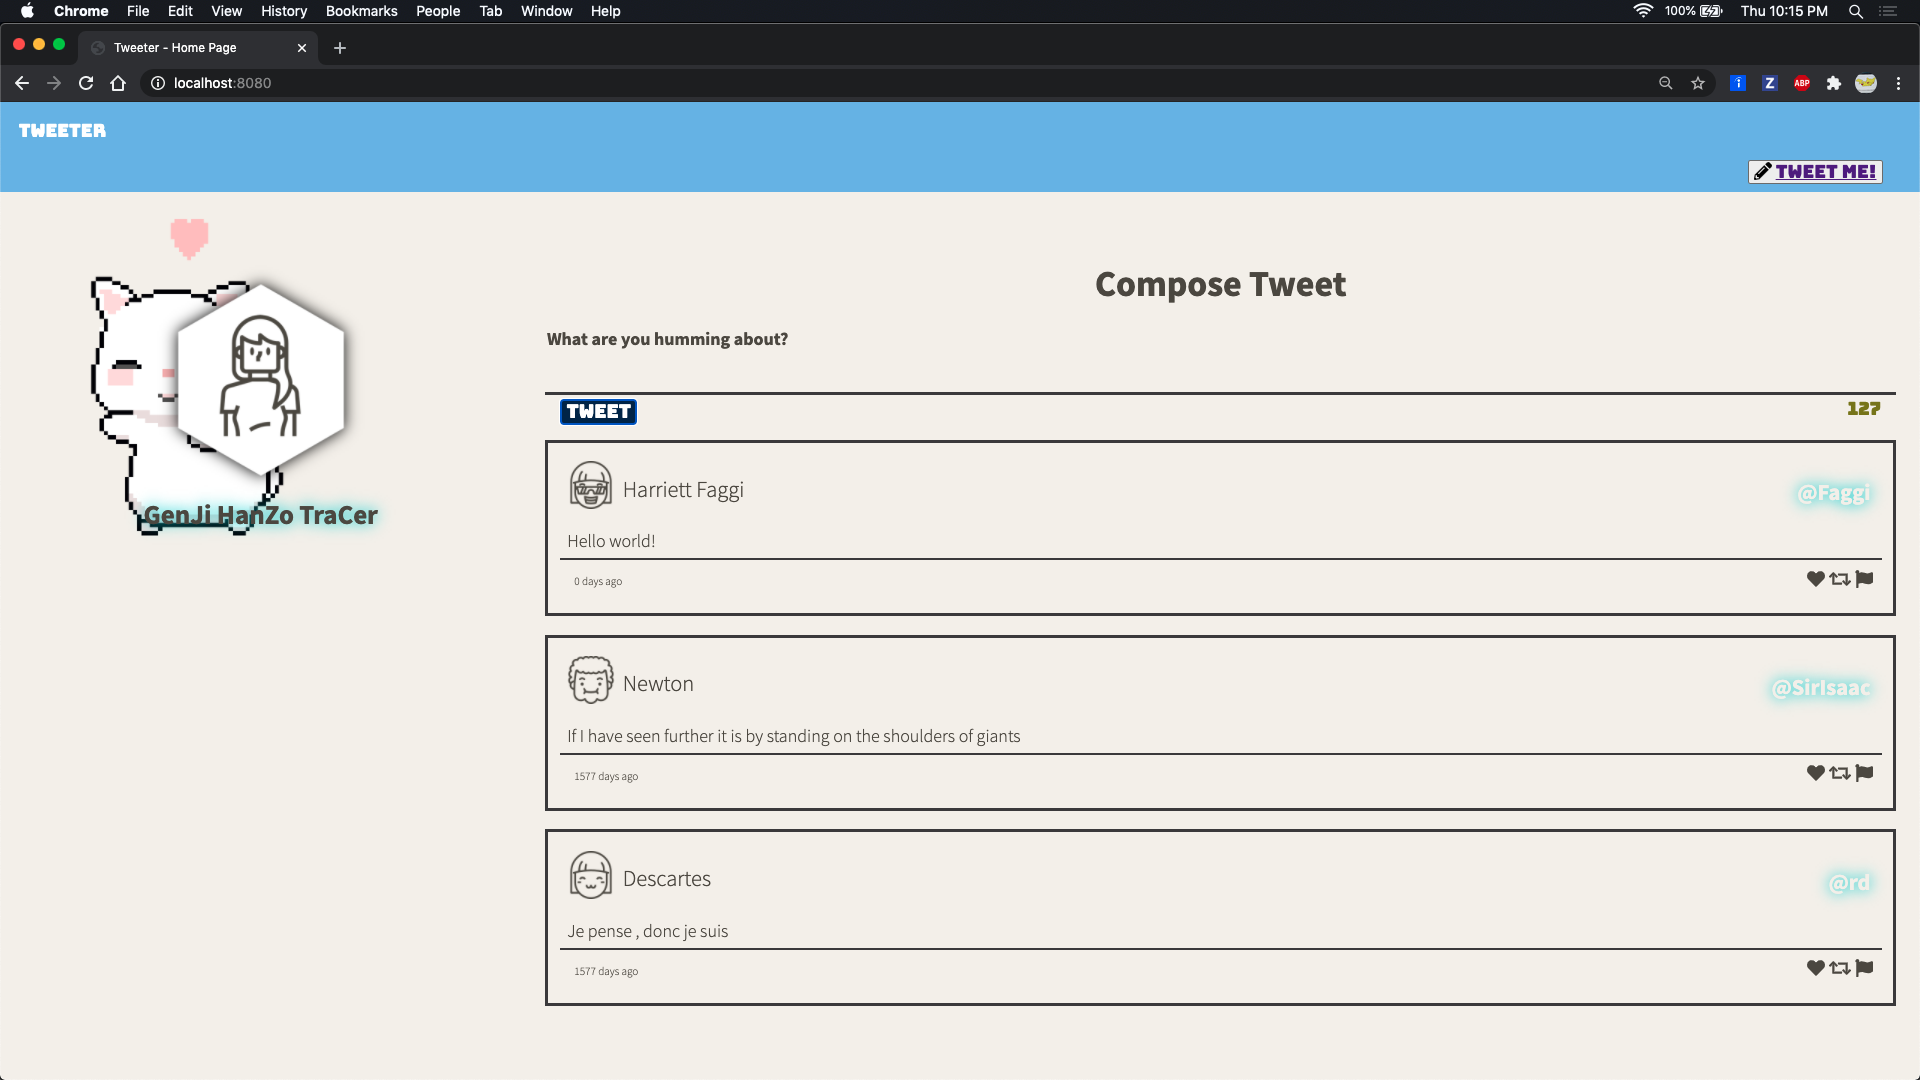 Chrome File Edit View History Bookmarks People Tab Window Help 100% Thu 10:15 PM
Tweeter - Home Page
localhost:8080 i Z ABP
TWEETER
TWEET ME!
Compose Tweet
What are you humming about?
TWEET 127
Harriett Faggi @Faggi
Hello world!
0 days ago
GenJi HanZo TraCer
Newton @SirIsaac
If I have seen further it is by standing on the shoulders of giants
1577 days ago
Descartes @rd
Je pense , donc je suis
1577 days ago